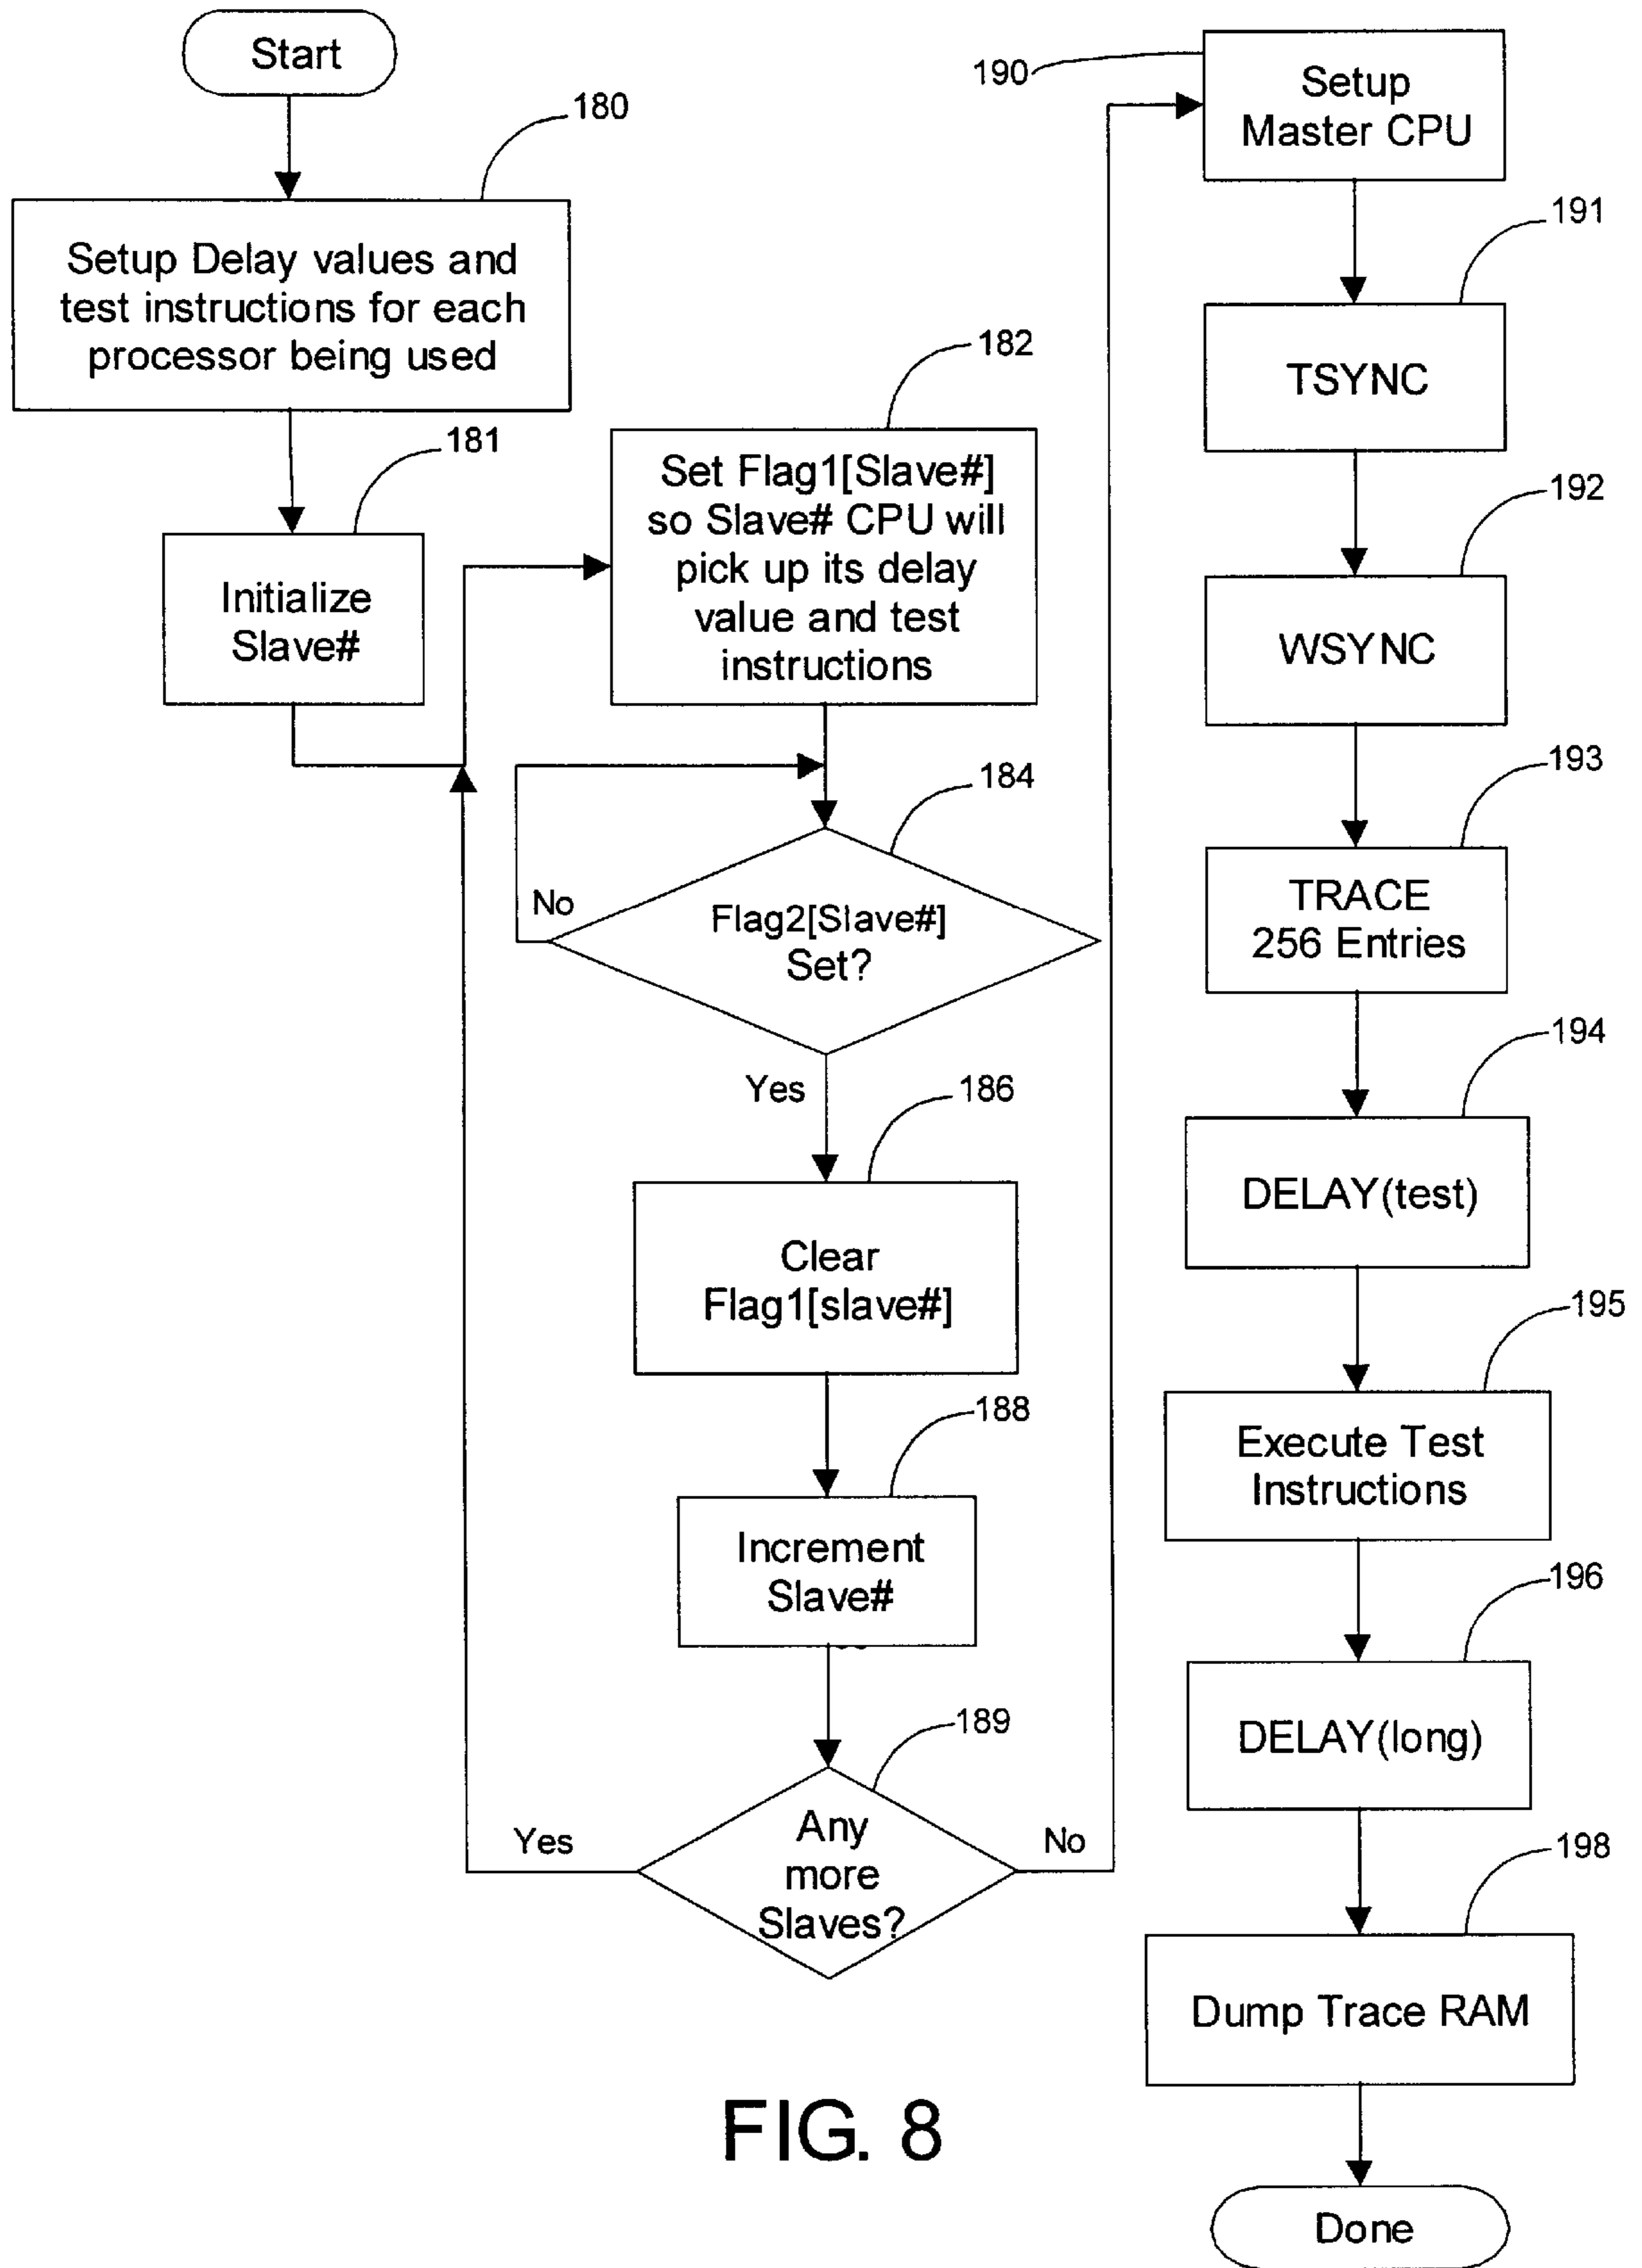 Start
180
Setup Delay values and
test instructions for each
processor being used
181
Initialize
Slave#
182
Set Flag1[Slave#]
so Slave# CPU will
pick up its delay
value and test
instructions
184
No
Flag2[Slave#]
Set?
Yes
186
Clear
Flag1[slave#]
188
Increment
Slave#
189
Any
more
Slaves?
Yes
No
190
Setup
Master CPU
191
TSYNC
192
WSYNC
193
TRACE
256 Entries
194
DELAY(test)
195
Execute Test
Instructions
196
DELAY(long)
198
Dump Trace RAM
Done
FIG. 8